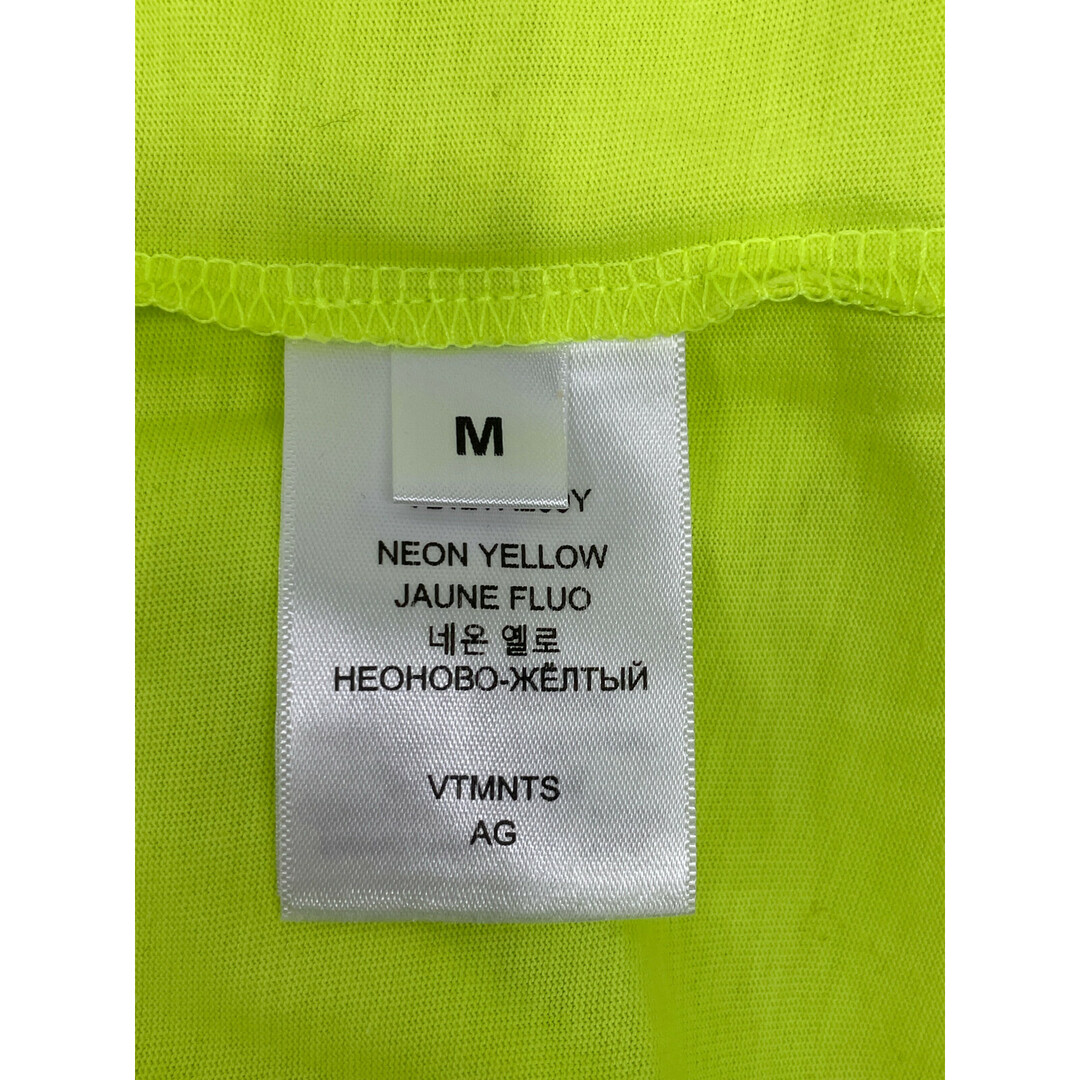 M
NEON YELLOW
JAUNE FLUO
네온 옐로
НЕОНОВО-ЖЁЛТЫЙ
VTMNTS
AG